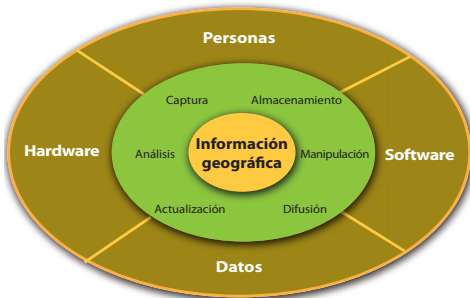 Personas
Captura
Almacenamiento
Hardware
Análisis
Información
geográfica
Manipulación
Software
Actualización
Difusión
Datos